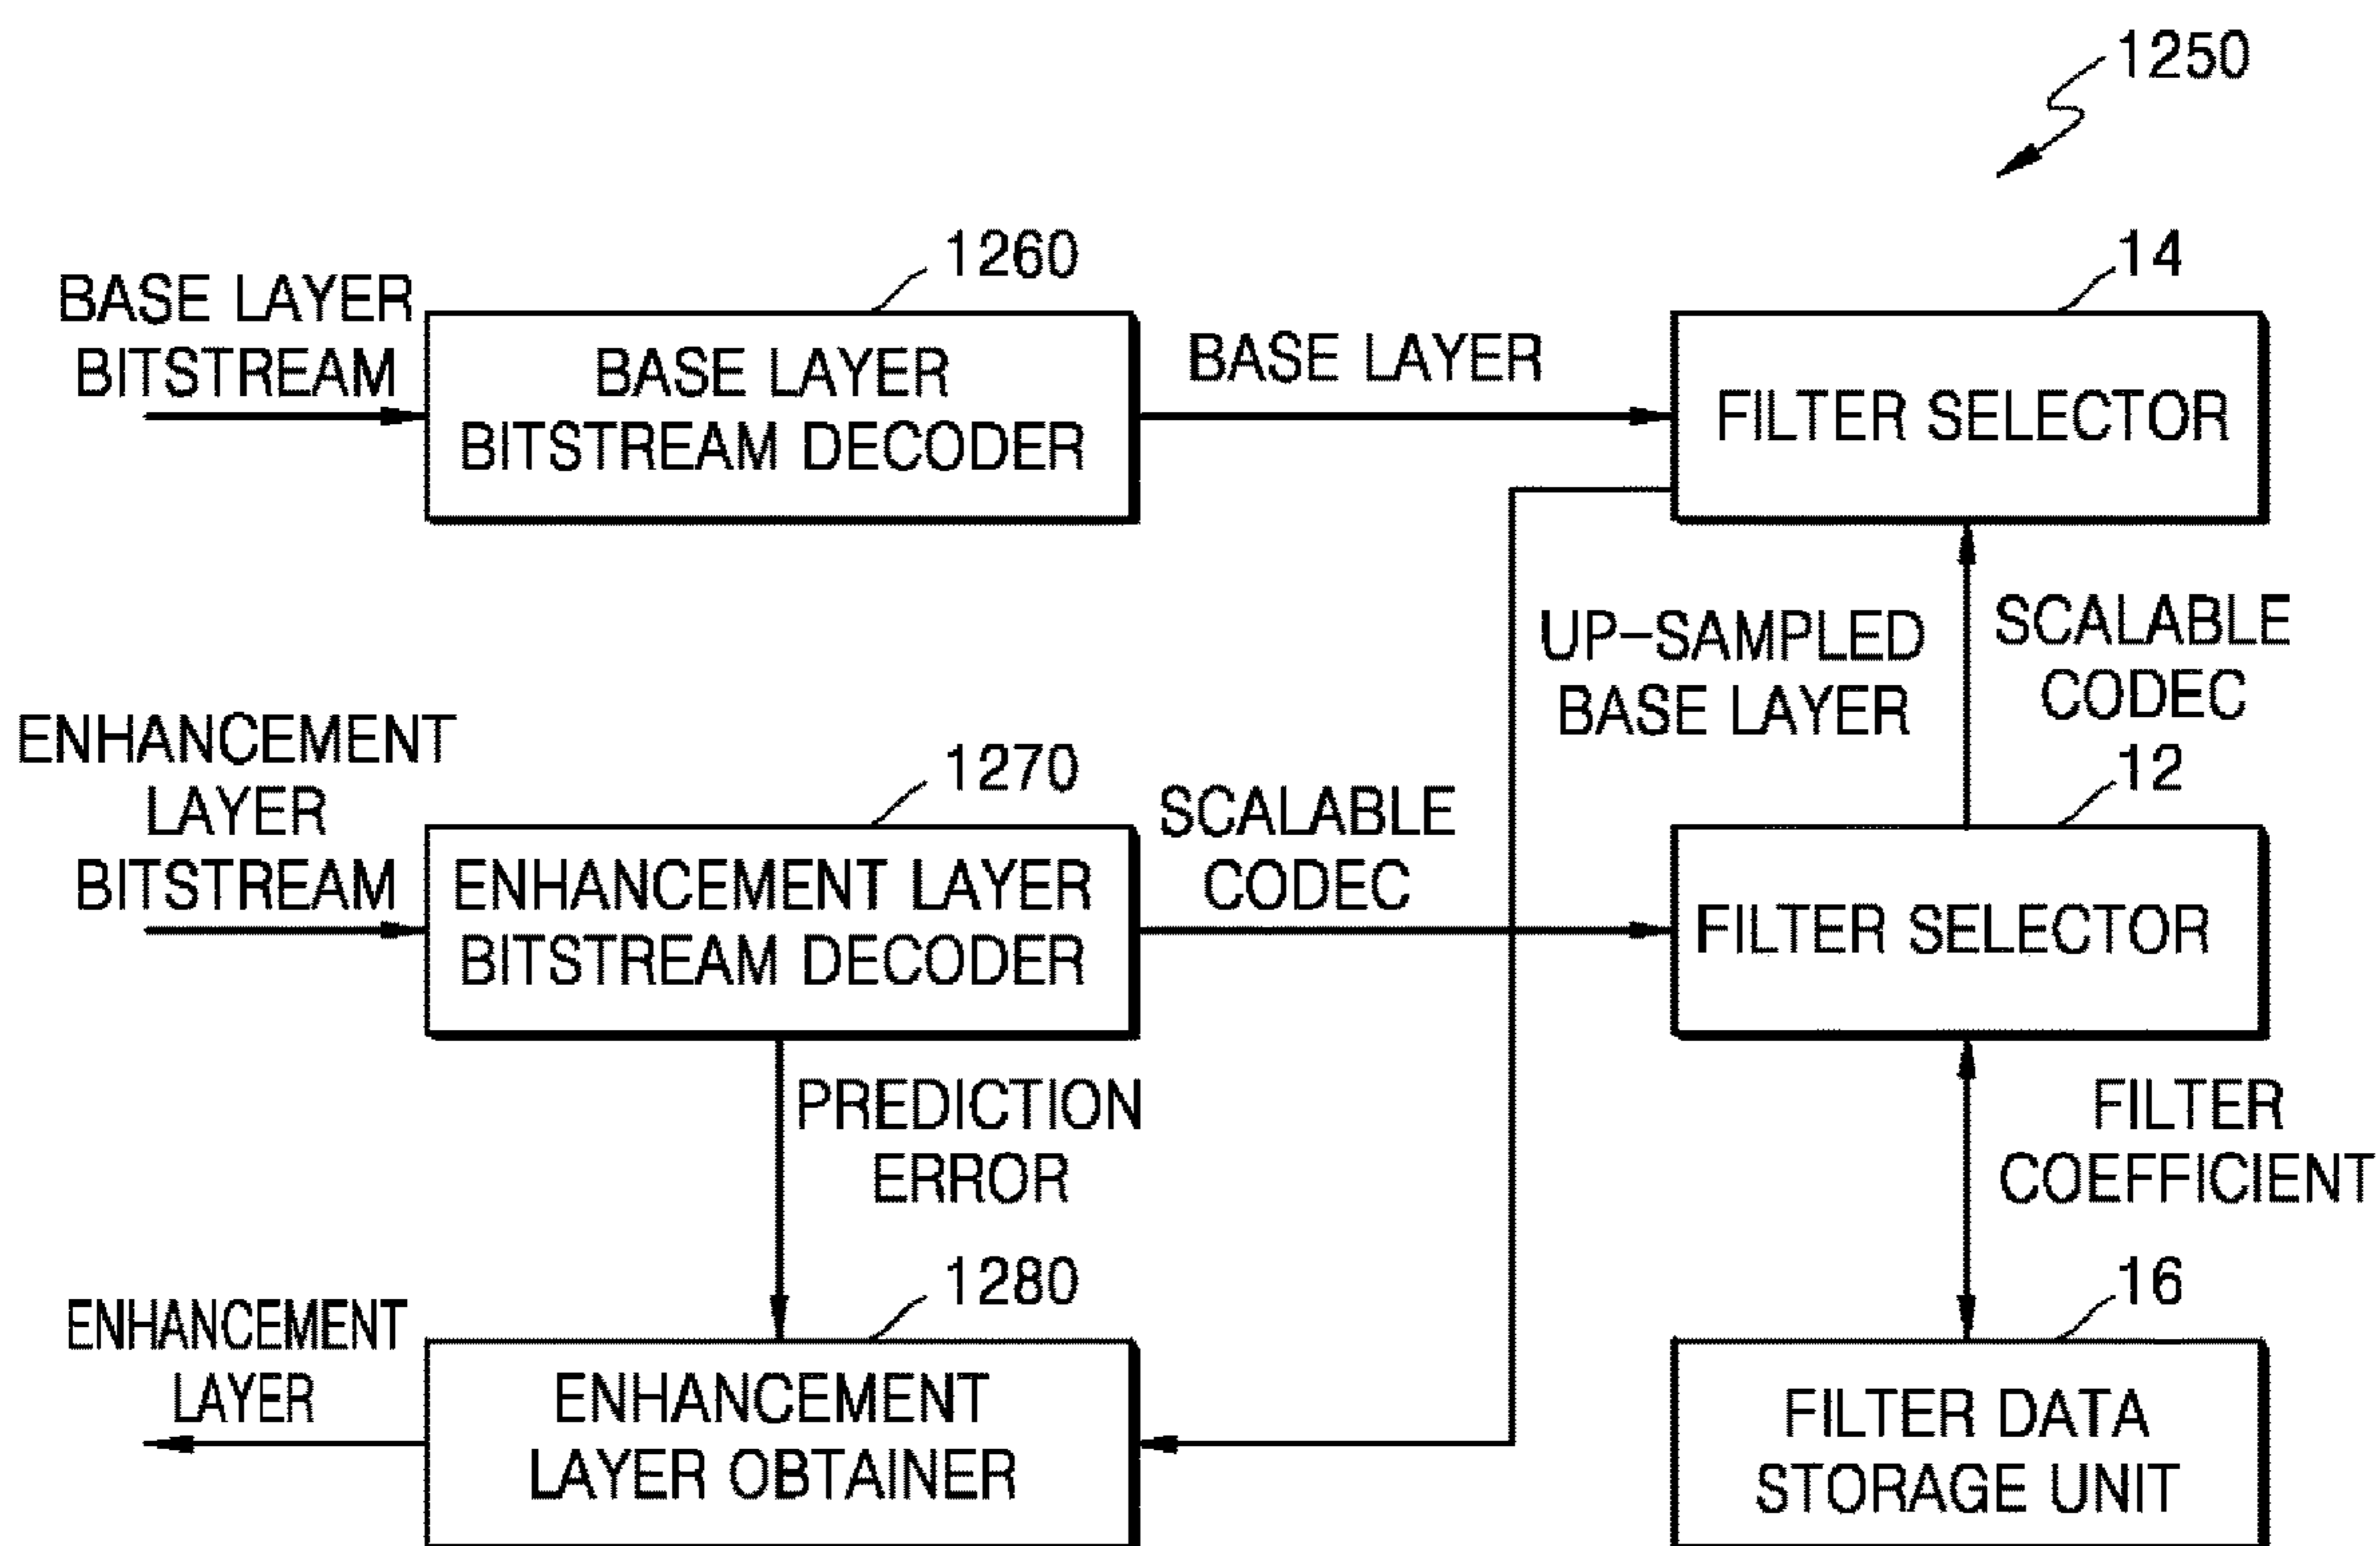 1250
1260
14
BASE LAYER
BITSTREAM
BASE LAYER
BITSTREAM DECODER
BASE LAYER
FILTER SELECTOR
UP-SAMPLED
BASE LAYER
SCALABLE
CODEC
ENHANCEMENT
LAYER
BITSTREAM
1270
ENHANCEMENT LAYER
BITSTREAM DECODER
SCALABLE
CODEC
12
FILTER SELECTOR
PREDICTION
ERROR
FILTER
COEFFICIENT
ENHANCEMENT
LAYER
1280
ENHANCEMENT
LAYER OBTAINER
16
FILTER DATA
STORAGE UNIT